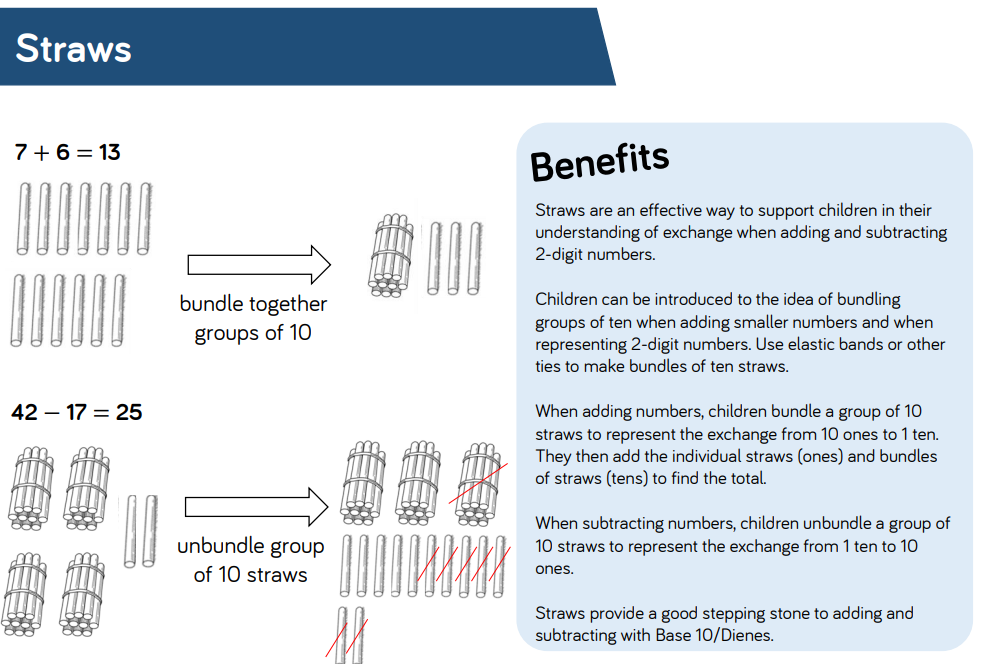 Straws
7 + 6 = 13
bundle together
groups of 10
42 − 17 = 25
unbundle group
of 10 straws
Benefits
Straws are an effective way to support children in their
understanding of exchange when adding and subtracting
2-digit numbers.
Children can be introduced to the idea of bundling
groups of ten when adding smaller numbers and when
representing 2-digit numbers. Use elastic bands or other
ties to make bundles of ten straws.
When adding numbers, children bundle a group of 10
straws to represent the exchange from 10 ones to 1 ten.
They then add the individual straws (ones) and bundles
of straws (tens) to find the total.
When subtracting numbers, children unbundle a group of
10 straws to represent the exchange from 1 ten to 10
ones.
Straws provide a good stepping stone to adding and
subtracting with Base 10/Dienes.